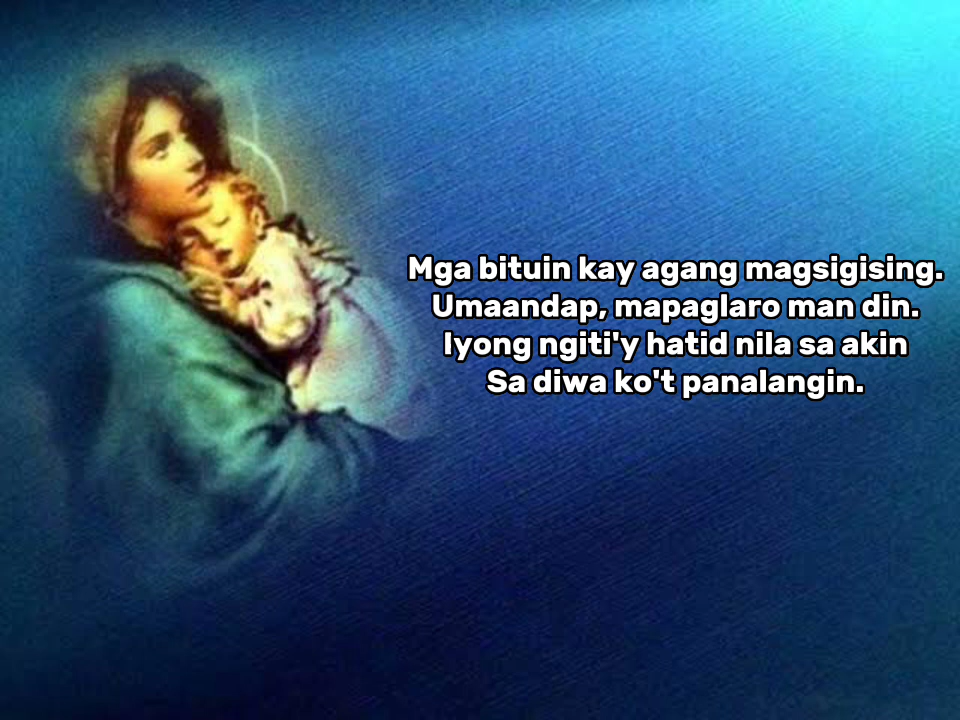 Mga bituin kay agang magsigising.
Umaandap, mapaglaro man din.
Iyong ngiti'y hatid nila sa akin
Sa diwa ko't panalangin.